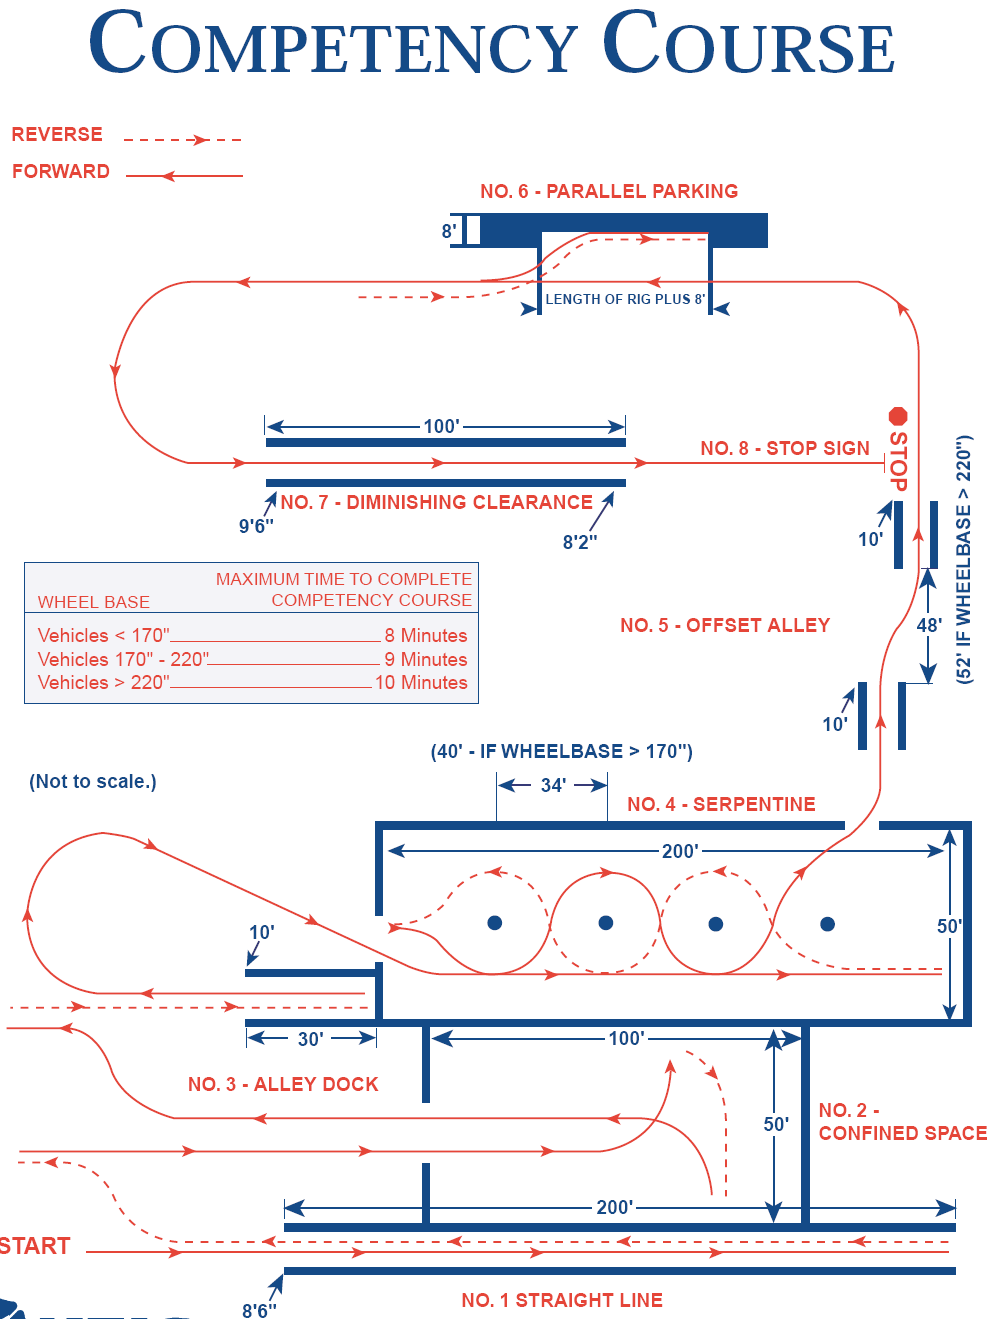 COMPETENCY COURSE
REVERSE
FORWARD
NO. 6 - PARALLEL PARKING
8'
LENGTH OF RIG PLUS 8'
100'
NO. 8 - STOP SIGN
STOP
NO. 7 - DIMINISHING CLEARANCE
9'6"
8'2"
10'
(52' IF WHEELBASE > 220")
WHEEL BASE
MAXIMUM TIME TO COMPLETE
COMPETENCY COURSE
Vehicles < 170" 8 Minutes
Vehicles 170" - 220" 9 Minutes
Vehicles > 220" 10 Minutes
NO. 5 - OFFSET ALLEY
48'
10'
(40' - IF WHEELBASE > 170")
(Not to scale.)
34'
NO. 4 - SERPENTINE
200'
50'
10'
30'
100'
NO. 3 - ALLEY DOCK
50'
NO. 2 -
CONFINED SPACE
200'
START
8'6"
NO. 1 STRAIGHT LINE